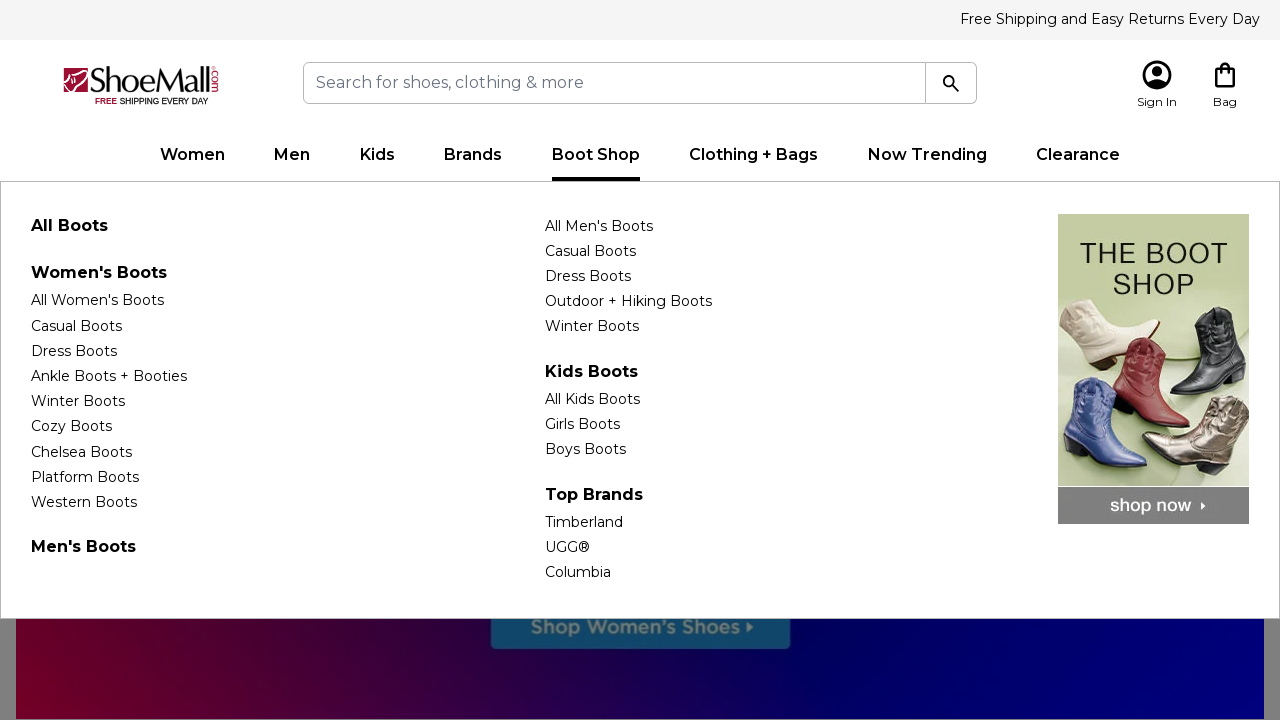 Free Shipping and Easy Returns Every Day
ShoeMall.com
FREE SHIPPING EVERY DAY
Search for shoes, clothing & more
Sign In
Bag
Women
Men
Kids
Brands
Boot Shop
Clothing + Bags
Now Trending
Clearance
All Boots
Women's Boots
All Women's Boots
Casual Boots
Dress Boots
Ankle Boots + Booties
Winter Boots
Cozy Boots
Chelsea Boots
Platform Boots
Western Boots
Men's Boots
All Men's Boots
Casual Boots
Dress Boots
Outdoor + Hiking Boots
Winter Boots
Kids Boots
All Kids Boots
Girls Boots
Boys Boots
Top Brands
Timberland
UGG®
Columbia
THE BOOT
SHOP
shop now
Shop Women's Shoes